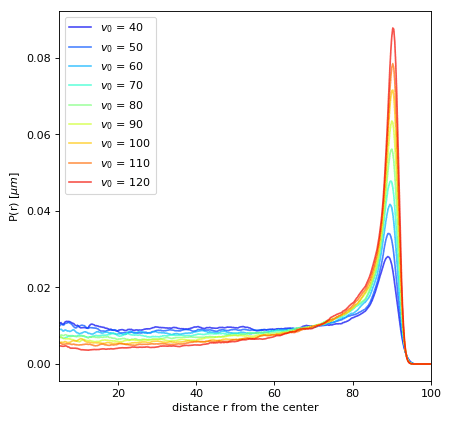 v₀ = 40
v₀ = 50
v₀ = 60
v₀ = 70
v₀ = 80
v₀ = 90
v₀ = 100
v₀ = 110
v₀ = 120
P(r) [μm]
0.08
0.06
0.04
0.02
0.00
20 40 60 80 100
distance r from the center